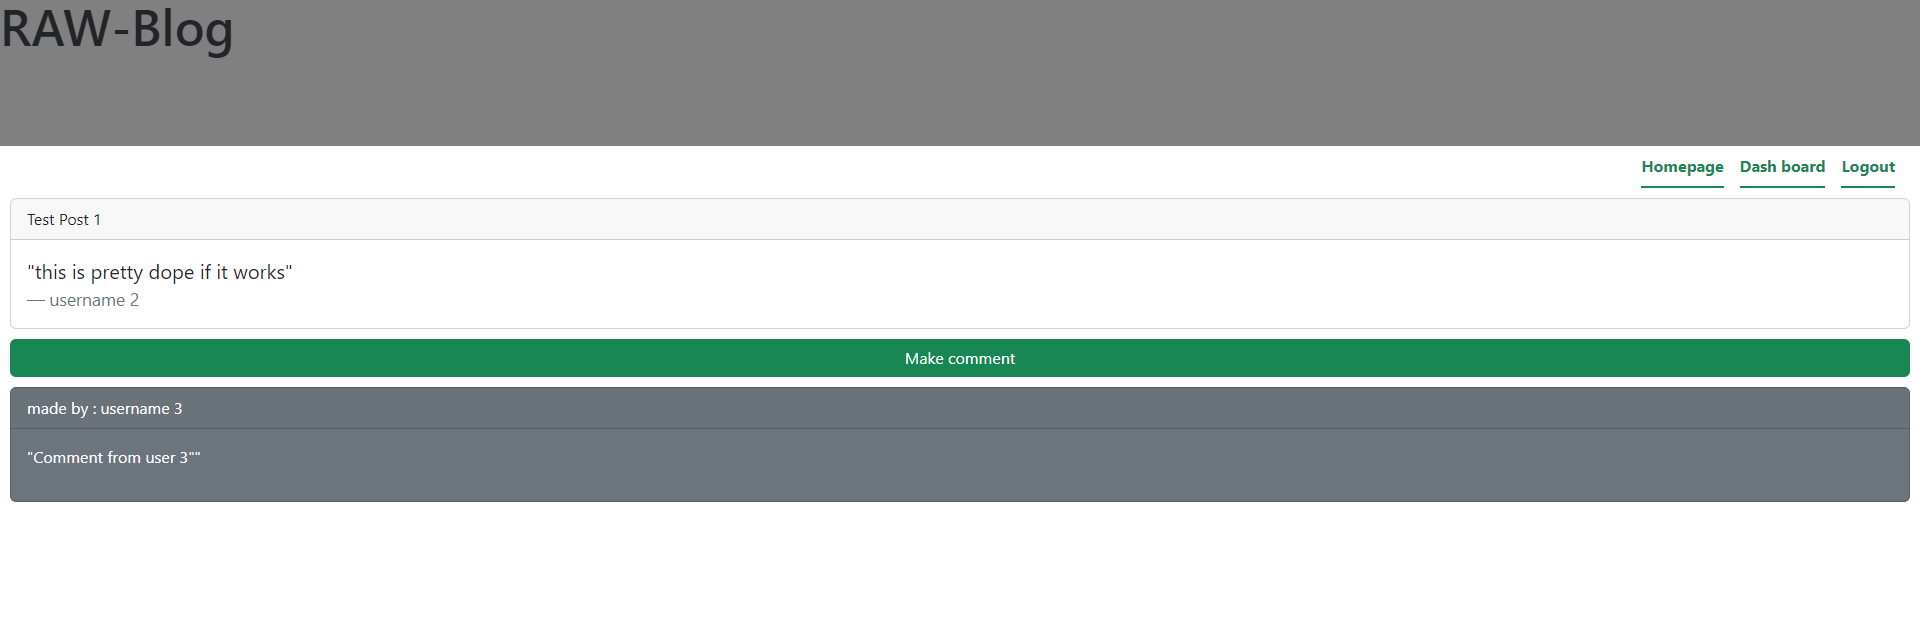 RAW-Blog
Homepage Dash board Logout
Test Post 1
"this is pretty dope if it works"
— username 2
Make comment
made by : username 3
"Comment from user 3""